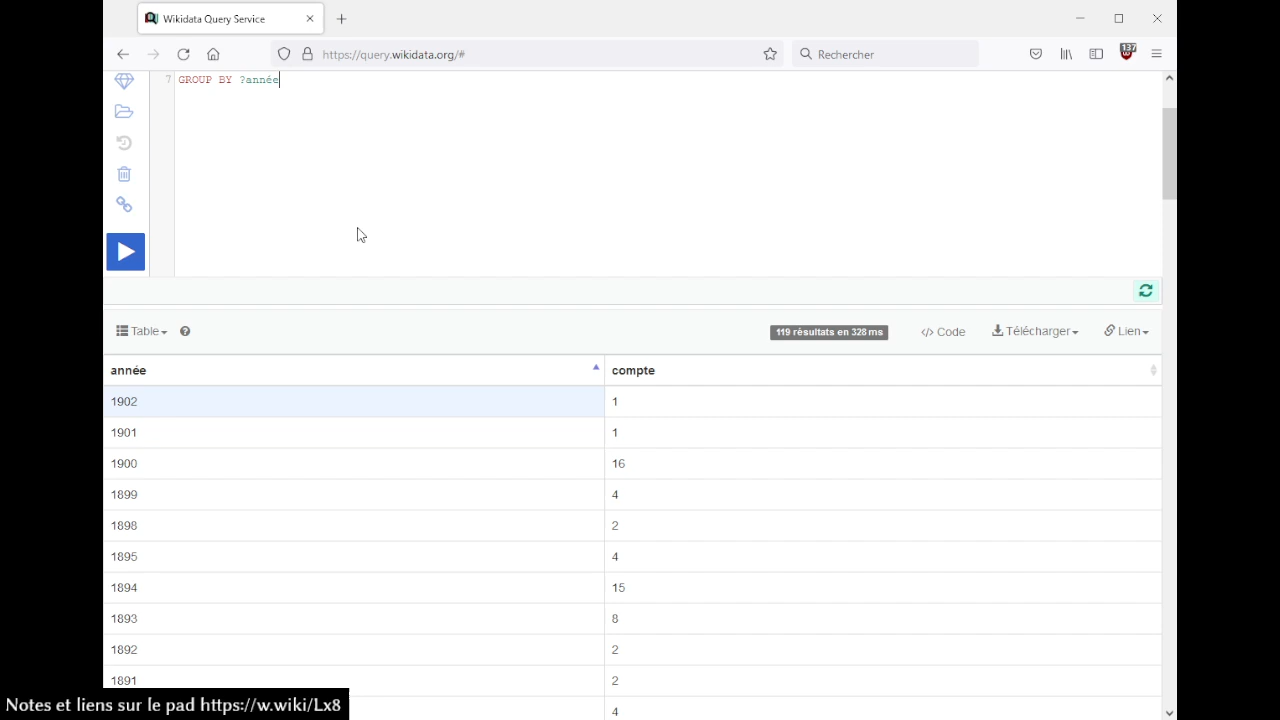 Wikidata Query Service
https://query.wikidata.org/#
Rechercher
137
7 GROUP BY ?année
Table
119 résultats en 328 ms
</> Code
Télécharger
Lien
année compte
1902 1
1901 1
1900 16
1899 4
1898 2
1895 4
1894 15
1893 8
1892 2
1891 2
4
Notes et liens sur le pad https://w.wiki/Lx8